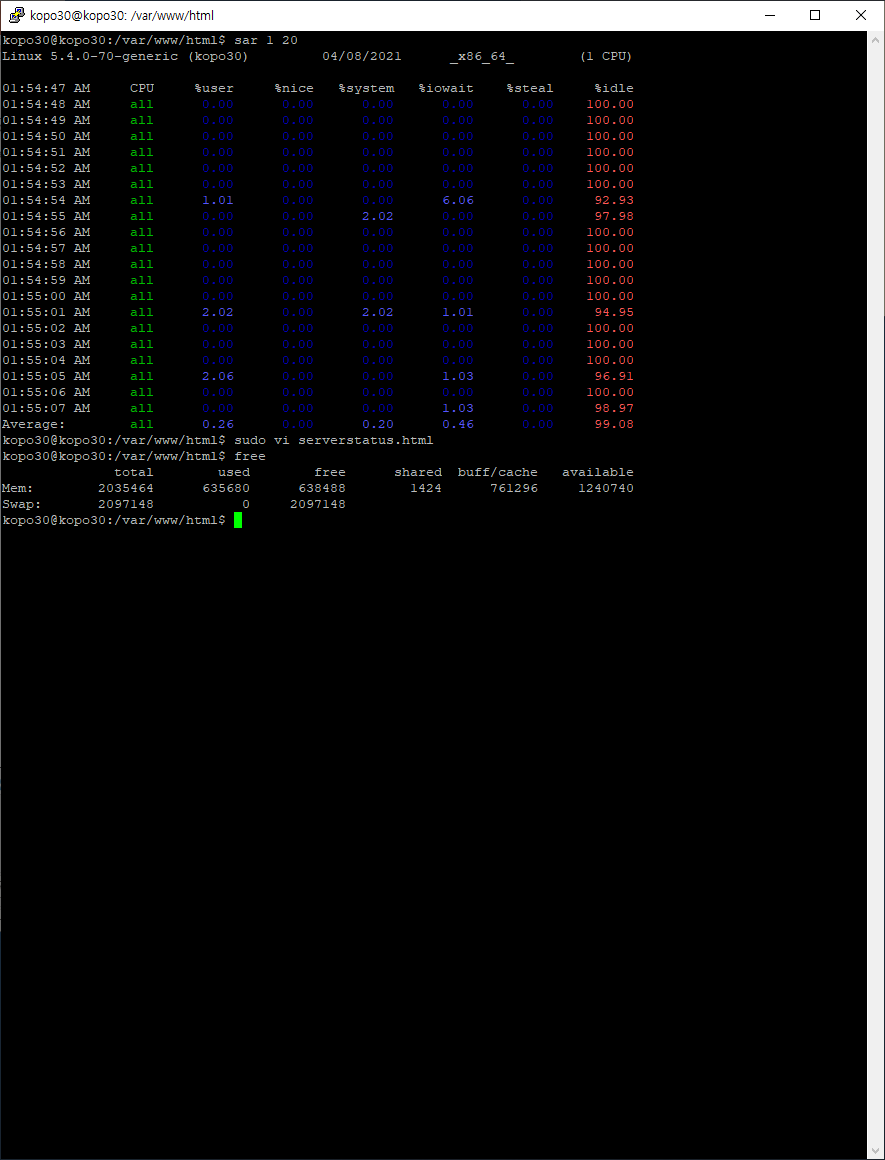 kopo30@kopo30: /var/www/html
kopo30@kopo30:/var/www/html$ sar 1 20
Linux 5.4.0-70-generic (kopo30) 04/08/2021 _x86_64_ (1 CPU)
01:54:47 AM CPU %user %nice %system %iowait %steal %idle
01:54:48 AM all 0.00 0.00 0.00 0.00 0.00 100.00
01:54:49 AM all 0.00 0.00 0.00 0.00 0.00 100.00
01:54:50 AM all 0.00 0.00 0.00 0.00 0.00 100.00
01:54:51 AM all 0.00 0.00 0.00 0.00 0.00 100.00
01:54:52 AM all 0.00 0.00 0.00 0.00 0.00 100.00
01:54:53 AM all 0.00 0.00 0.00 0.00 0.00 100.00
01:54:54 AM all 1.01 0.00 0.00 6.06 0.00 92.93
01:54:55 AM all 0.00 0.00 2.02 0.00 0.00 97.98
01:54:56 AM all 0.00 0.00 0.00 0.00 0.00 100.00
01:54:57 AM all 0.00 0.00 0.00 0.00 0.00 100.00
01:54:58 AM all 0.00 0.00 0.00 0.00 0.00 100.00
01:54:59 AM all 0.00 0.00 0.00 0.00 0.00 100.00
01:55:00 AM all 0.00 0.00 0.00 0.00 0.00 100.00
01:55:01 AM all 2.02 0.00 2.02 1.01 0.00 94.95
01:55:02 AM all 0.00 0.00 0.00 0.00 0.00 100.00
01:55:03 AM all 0.00 0.00 0.00 0.00 0.00 100.00
01:55:04 AM all 0.00 0.00 0.00 0.00 0.00 100.00
01:55:05 AM all 2.06 0.00 0.00 1.03 0.00 96.91
01:55:06 AM all 0.00 0.00 0.00 0.00 0.00 100.00
01:55:07 AM all 0.00 0.00 0.00 1.03 0.00 98.97
Average: all 0.26 0.00 0.20 0.46 0.00 99.08
kopo30@kopo30:/var/www/html$ sudo vi serverstatus.html
kopo30@kopo30:/var/www/html$ free
total used free shared buff/cache available
Mem: 2035464 635680 638488 1424 761296 1240740
Swap: 2097148 0 2097148
kopo30@kopo30:/var/www/html$